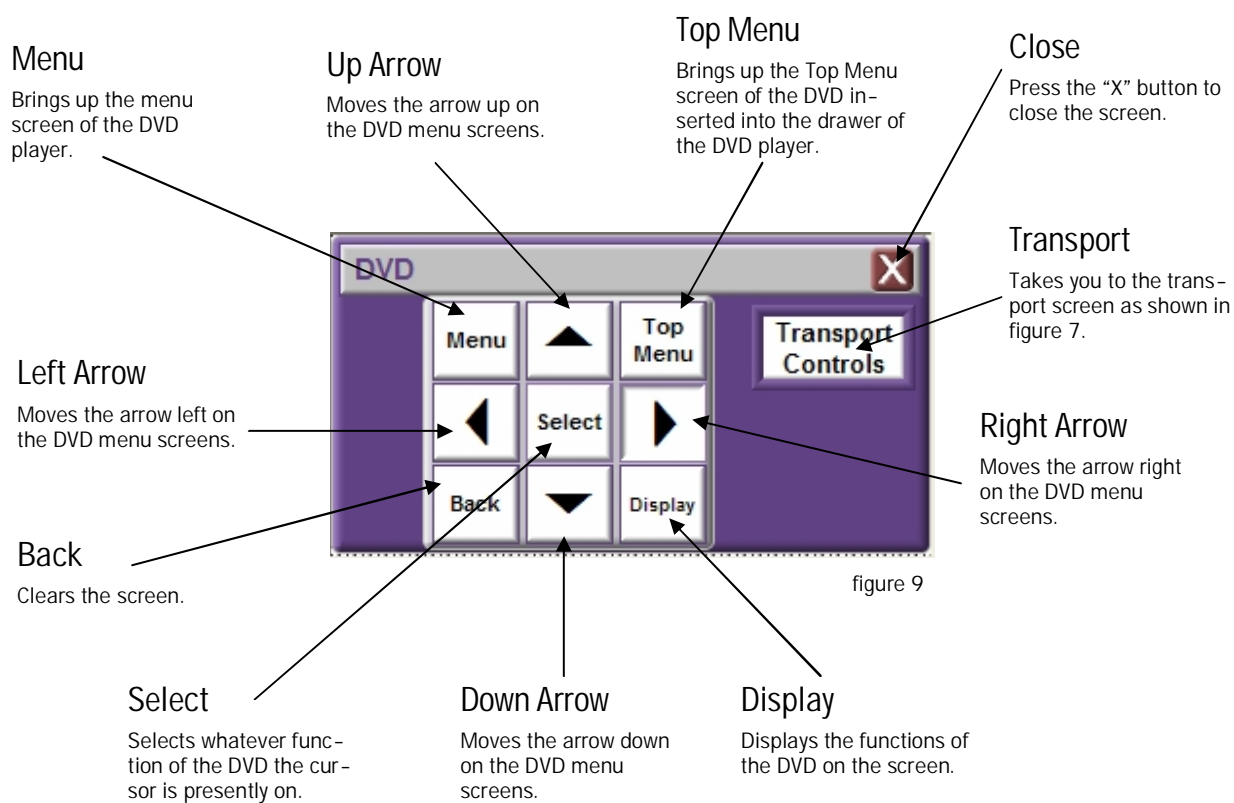 Menu
Brings up the menu
screen of the DVD
player.
Up Arrow
Moves the arrow up on
the DVD menu screens.
Top Menu
Brings up the Top Menu
screen of the DVD in-
serted into the drawer of
the DVD player.
Close
Press the “X” button to
close the screen.
Transport
Takes you to the trans-
port screen as shown in
figure 7.
DVD
X
Menu
Top
Menu
Transport
Controls
Select
Back
Display
Left Arrow
Moves the arrow left on
the DVD menu screens.
Right Arrow
Moves the arrow right
on the DVD menu
screens.
Back
Clears the screen.
figure 9
Select
Selects whatever func-
tion of the DVD the cur-
sor is presently on.
Down Arrow
Moves the arrow down
on the DVD menu
screens.
Display
Displays the functions of
the DVD on the screen.